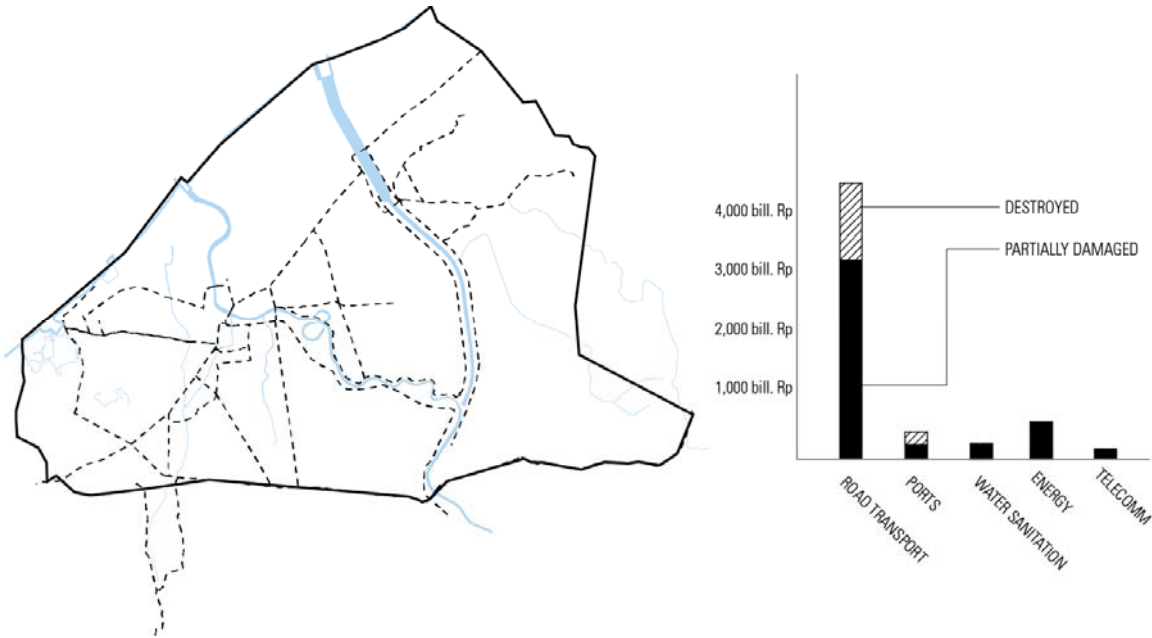 4,000 bill. Rp
3,000 bill. Rp
2,000 bill. Rp
1,000 bill. Rp
DESTROYED
PARTIALLY DAMAGED
ROAD TRANSPORT
PORTS
WATER SANITATION
ENERGY
TELECOMM